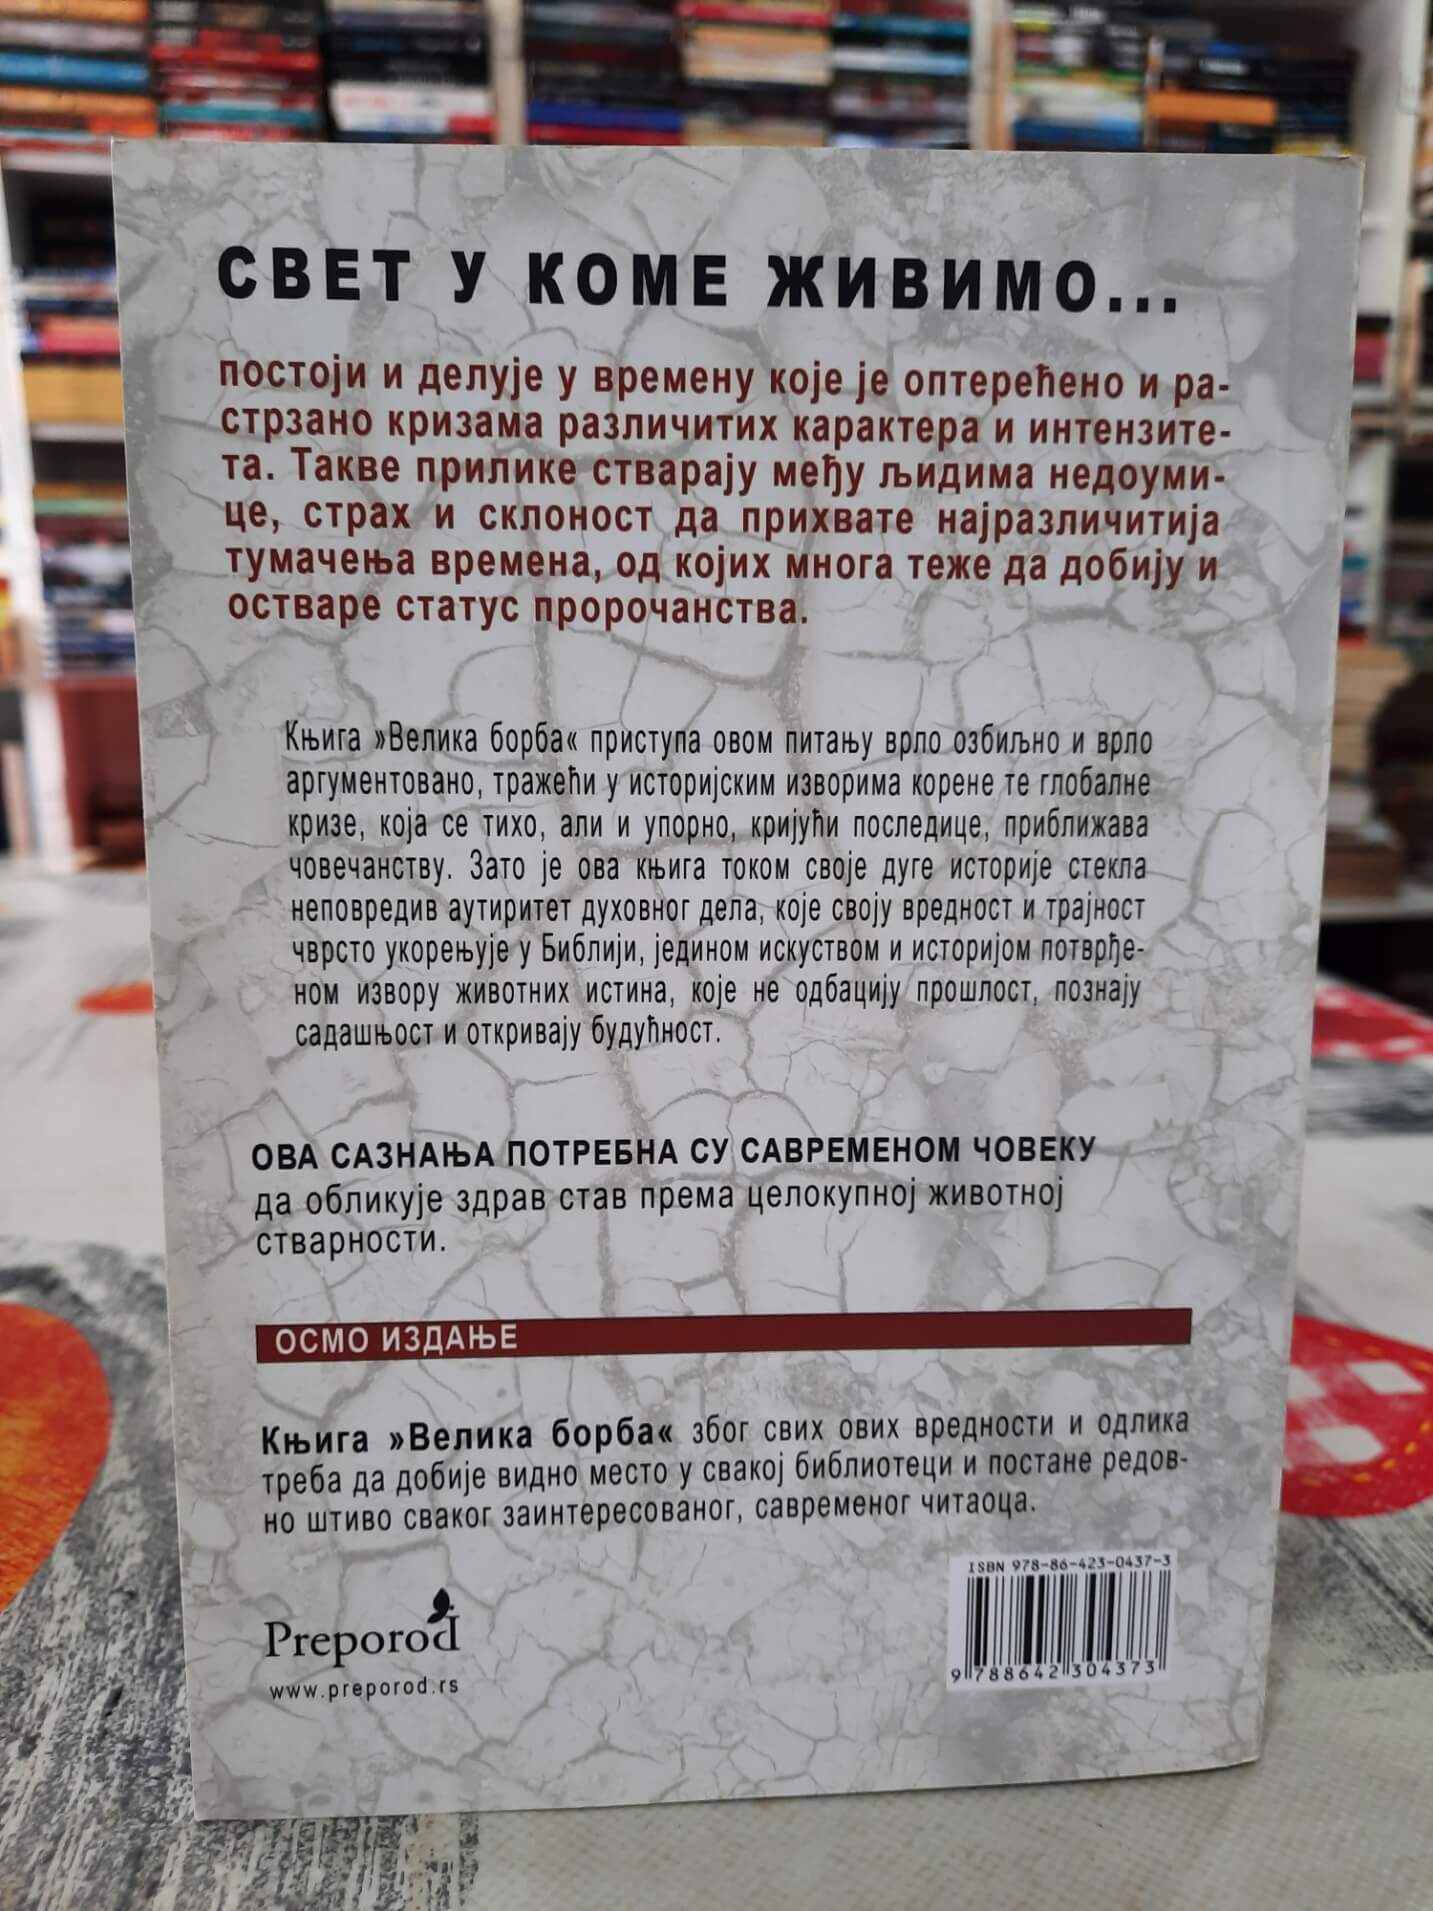 СВЕТ У КОМЕ ЖИВИМО...
постоји и делује у времену које је оптерећено и ра-
стрзано кризама различитих карактера и интензите-
та. Такве прилике стварају међу љидима недоуми-
це, страх и склоност да прихвате најразличитија
тумачења времена, од којих многа теже да добију и
остваре статус пророчанства.
Књига »Велика борба« приступа овом питању врло озбиљно и врло
аргументовано, тражећи у историјским изворима корене те глобалне
кризе, која се тихо, али и упорно, кријући последице, приближава
човечанству. Зато је ова књига током своје дуге историје стекла
неповредив аутиритет духовног дела, које своју вредност и трајност
чврсто укорењује у Библији, једином искуством и историјом потврђе-
ном извору животних истина, које не одбацију прошлост, познају
садашњост и откривају будућност.
ОВА САЗНАЊА ПОТРЕБНА СУ САВРЕМЕНОМ ЧОВЕКУ
да обликује здрав став према целокупној животној
стварности.
ОСМО ИЗДАЊЕ
Књига »Велика борба« због свих ових вредности и одлика
треба да добије видно место у свакој библиотеци и постане редов-
но штиво сваког заинтересованог, савременог читаоца.
ISBN 978-86-423-0437-3
9 788642 304373
Preporod
www.preporod.rs